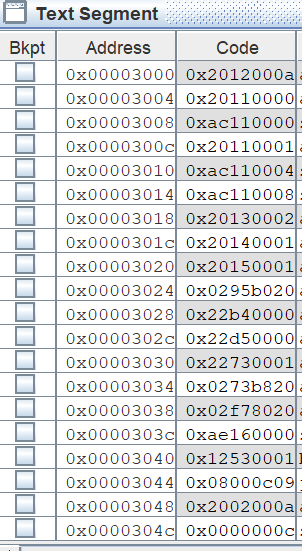 Text Segment
Bkpt Address Code
0x00003000 0x2012000a
0x00003004 0x20110000
0x00003008 0xac110000
0x0000300c 0x20110001
0x00003010 0xac110004
0x00003014 0xac110008
0x00003018 0x20130002
0x0000301c 0x20140001
0x00003020 0x20150001
0x00003024 0x0295b020
0x00003028 0x22b40000
0x0000302c 0x22d50000
0x00003030 0x22730001
0x00003034 0x0273b820
0x00003038 0x02f78020
0x0000303c 0xae160000
0x00003040 0x12530001
0x00003044 0x08000c09
0x00003048 0x2002000a
0x0000304c 0x0000000c